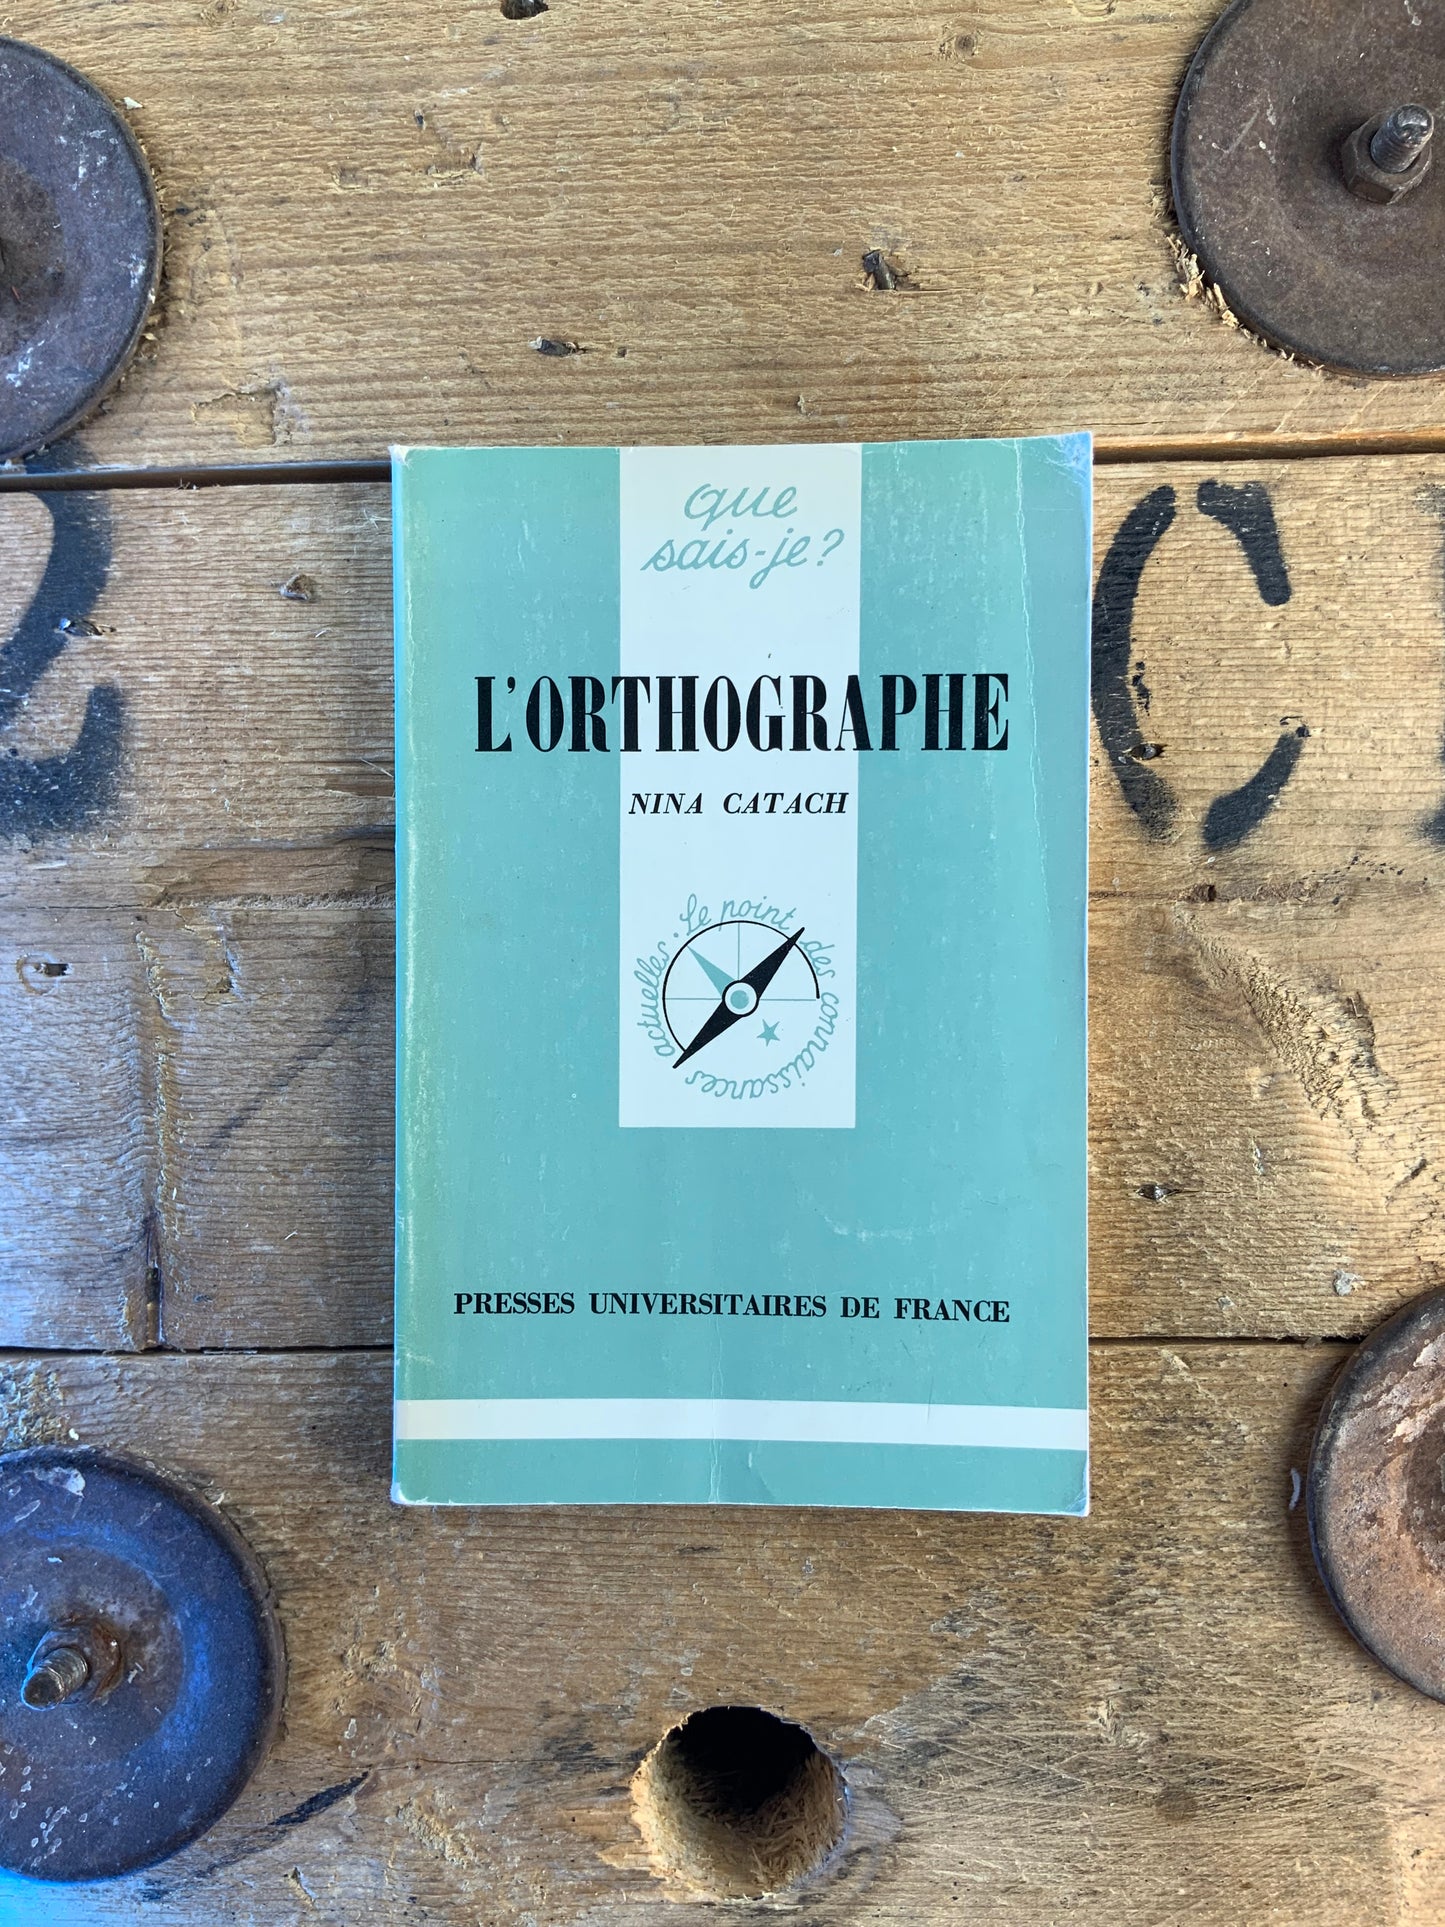 que
sais-je?
L'ORTHOGRAPHE
NINA CATACH
Le point des connaissances actuelles.
PRESSES UNIVERSITAIRES DE FRANCE
C